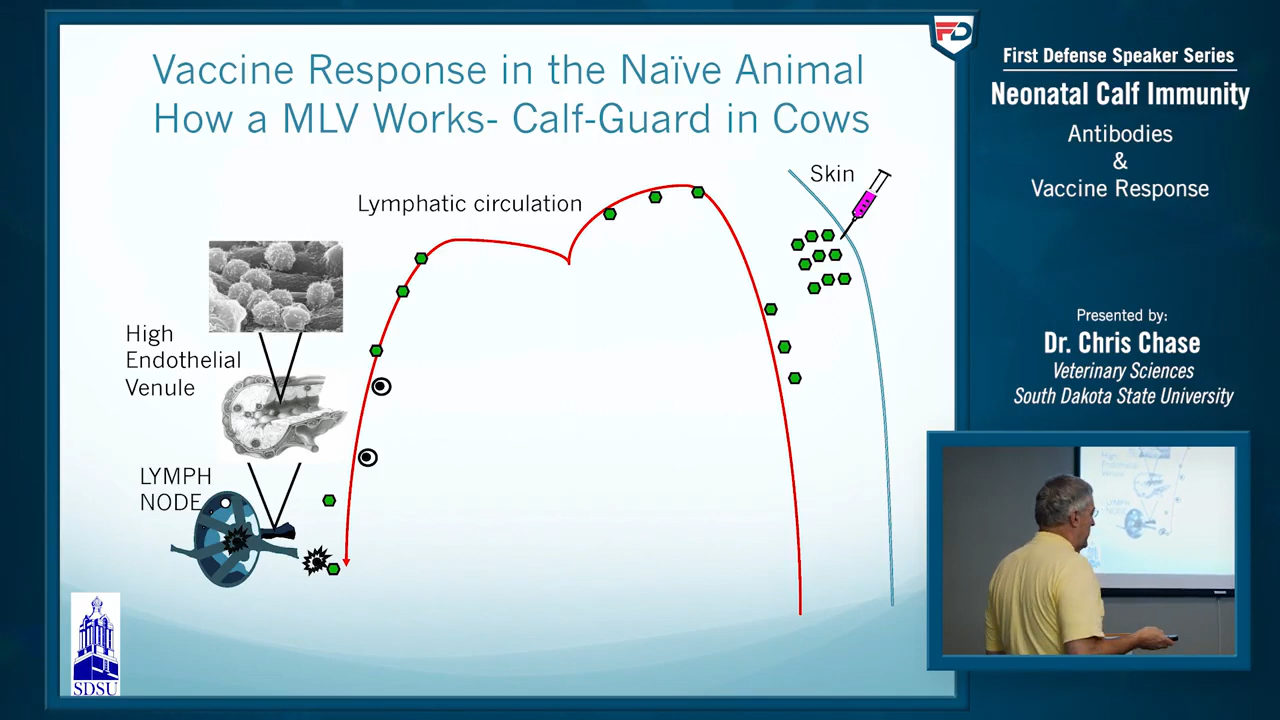 Vaccine Response in the Naïve Animal
How a MLV Works- Calf-Guard in Cows
Skin
Lymphatic circulation
High
Endothelial
Venule
LYMPH
NODE
SDSU
FD
First Defense Speaker Series
Neonatal Calf Immunity
Antibodies
&
Vaccine Response
Presented by:
Dr. Chris Chase
Veterinary Sciences
South Dakota State University